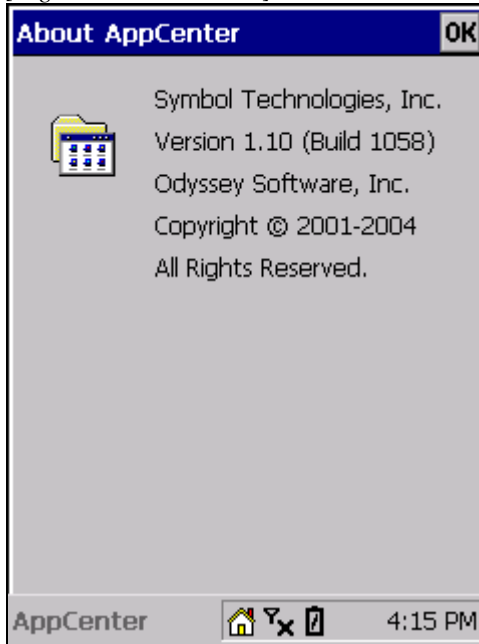 About AppCenter OK
Symbol Technologies, Inc.
Version 1.10 (Build 1058)
Odyssey Software, Inc.
Copyright © 2001-2004
All Rights Reserved.
AppCenter 4:15 PM